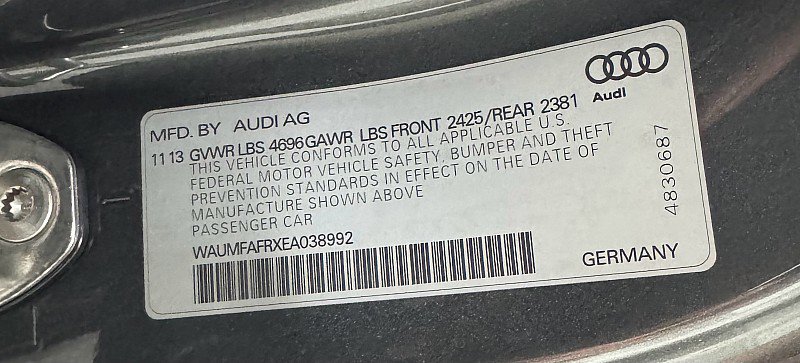 MFD. BY AUDI AG
11 13 GVWR LBS 4696 GAWR LBS FRONT 2425/REAR 2381
THIS VEHICLE CONFORMS TO ALL APPLICABLE U.S.
FEDERAL MOTOR VEHICLE SAFETY, BUMPER AND THEFT
PREVENTION STANDARDS IN EFFECT ON THE DATE OF
MANUFACTURE SHOWN ABOVE
PASSENGER CAR
WAUMFAFRXEA038992
Audi
4830687
GERMANY